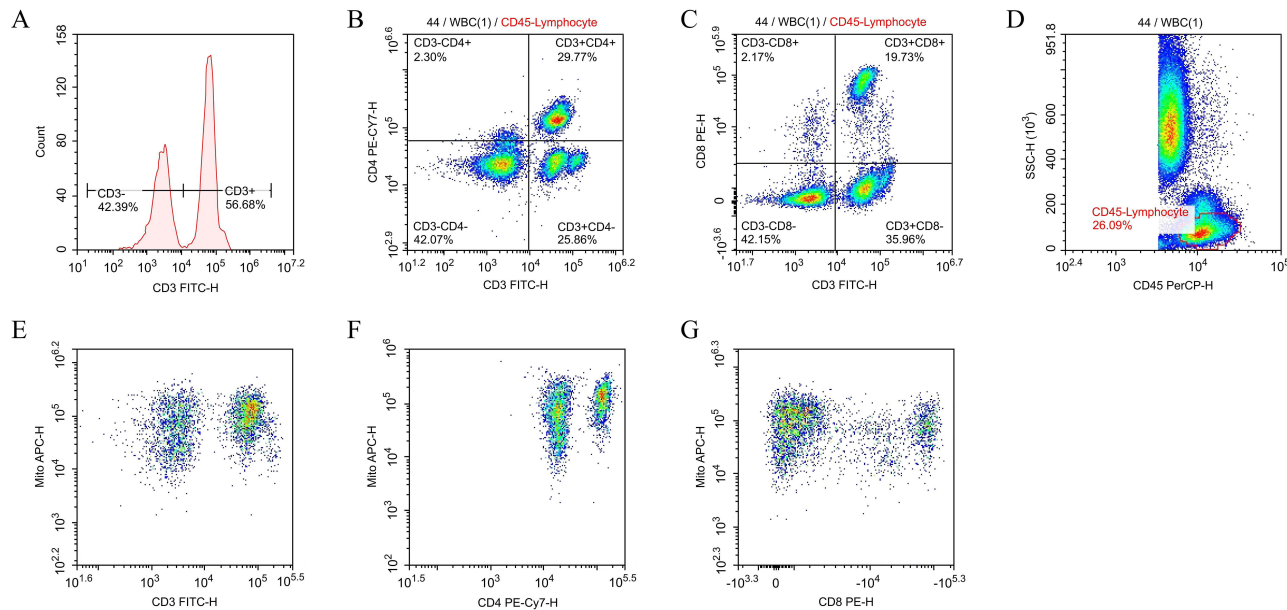 A
158
120
80
40
0
Count
CD3-
42.39%
CD3+
56.68%
10^1 10^2 10^3 10^4 10^5 10^7.2
CD3 FITC-H
B
44 / WBC(1) / CD45-Lymphocyte
CD3-CD4+
2.30%
CD3+CD4+
29.77%
CD3-CD4-
42.07%
CD3+CD4-
25.86%
10^6.6
10^5
10^4
10^2.9
CD4 PE-CY7-H
10^1.2 10^2 10^3 10^4 10^5 10^6.2
CD3 FITC-H
C
44 / WBC(1) / CD45-Lymphocyte
CD3-CD8+
2.17%
CD3+CD8+
19.73%
CD3-CD8-
42.15%
CD3+CD8-
35.96%
10^5.9
10^5
10^4
0
-10^3.6
CD8 PE-H
10^1.7 10^3 10^4 10^5 10^6.7
CD3 FITC-H
D
44 / WBC(1)
951.8
600
400
200
0
SSC-H (10^3)
CD45-Lymphocyte
26.09%
10^2.4 10^3 10^4 10^5
CD45 PerCP-H
E
10^6.2
10^5
10^4
10^3
10^2.2
Mito APC-H
10^1.6 10^3 10^4 10^5 10^5.5
CD3 FITC-H
F
10^6
10^5
10^4
10^3
10^2
Mito APC-H
10^1.5 10^3 10^4 10^5.5
CD4 PE-Cy7-H
G
10^6.3
10^5
10^4
10^3
10^2.3
Mito APC-H
-10^3.3 0 -10^4 -10^5.3
CD8 PE-H